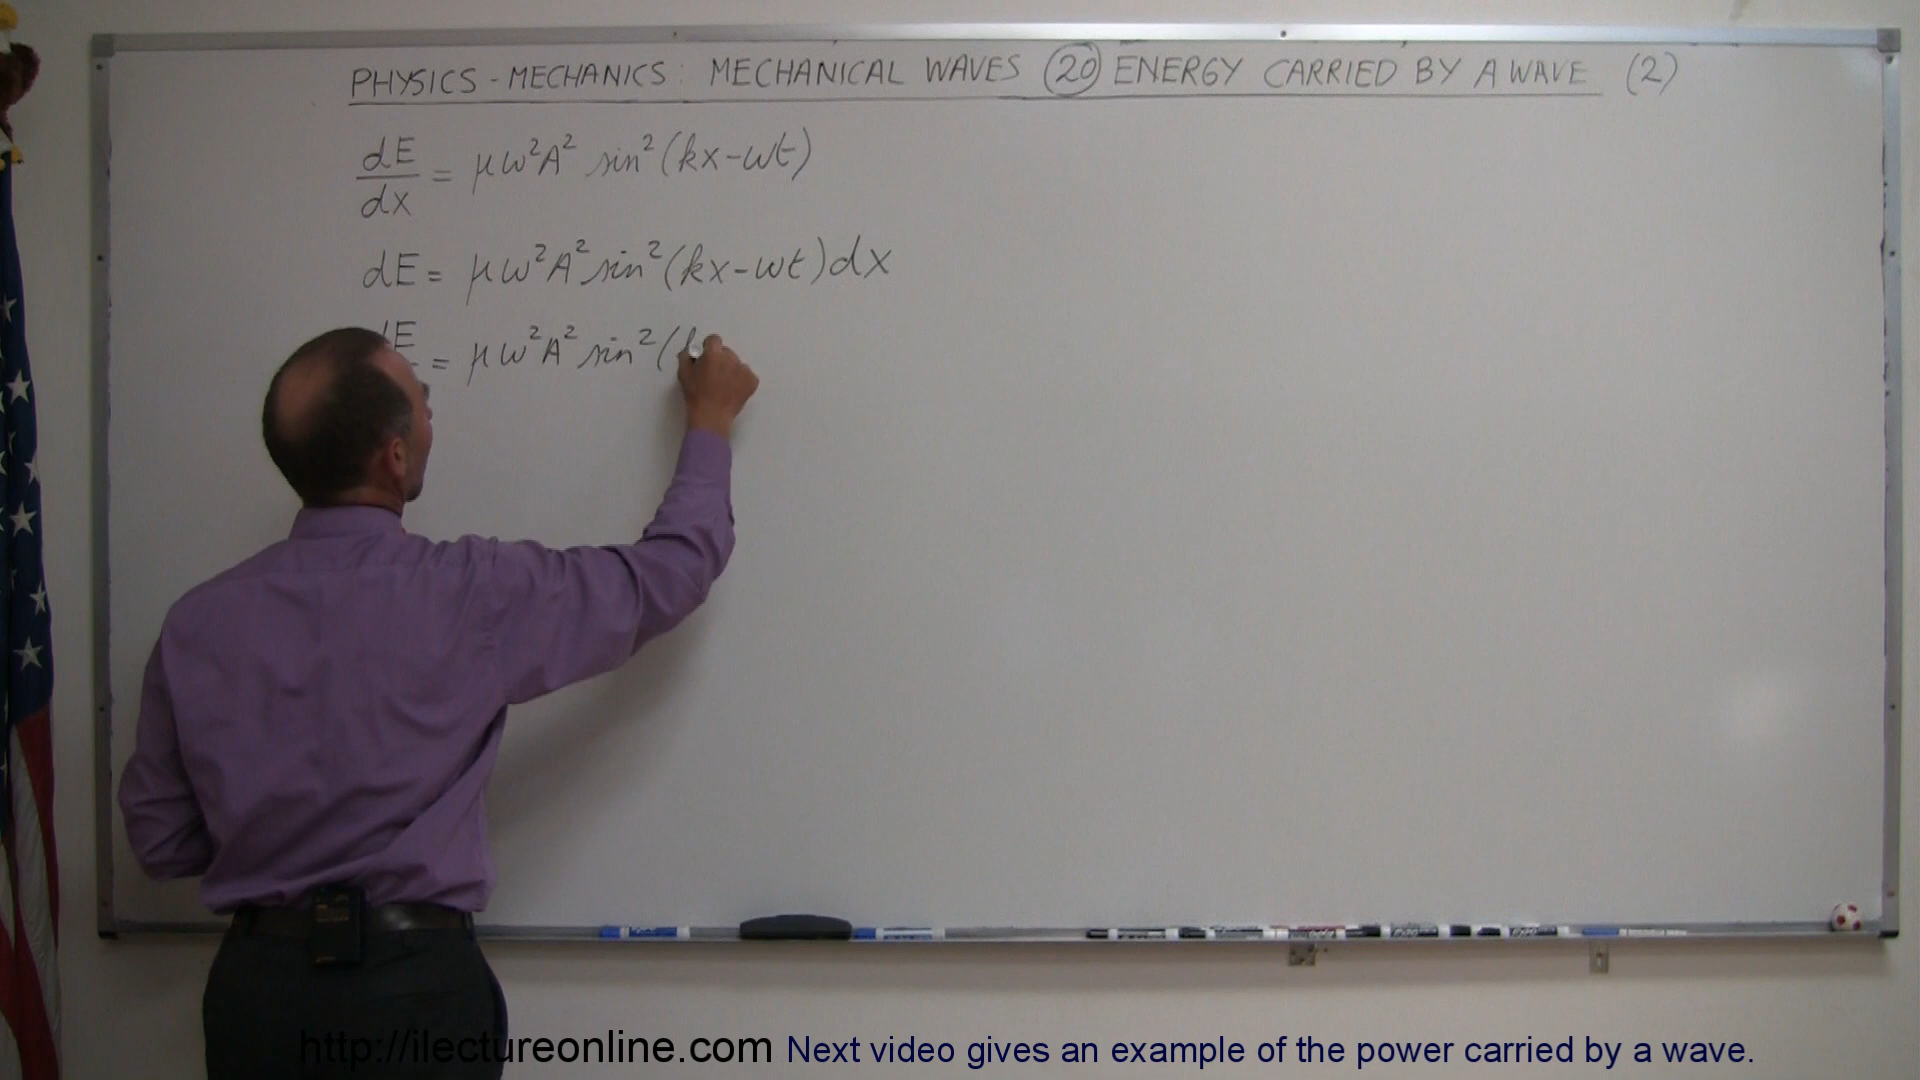 PHYSICS - MECHANICS: MECHANICAL WAVES (20) ENERGY CARRIED BY A WAVE (2)
dE/dx = μω²A² sin²(kx-ωt)
dE = μω²A² sin²(kx-ωt)dx
dE = μω²A² sin²(k
http://ilectureonline.com Next video gives an example of the power carried by a wave.